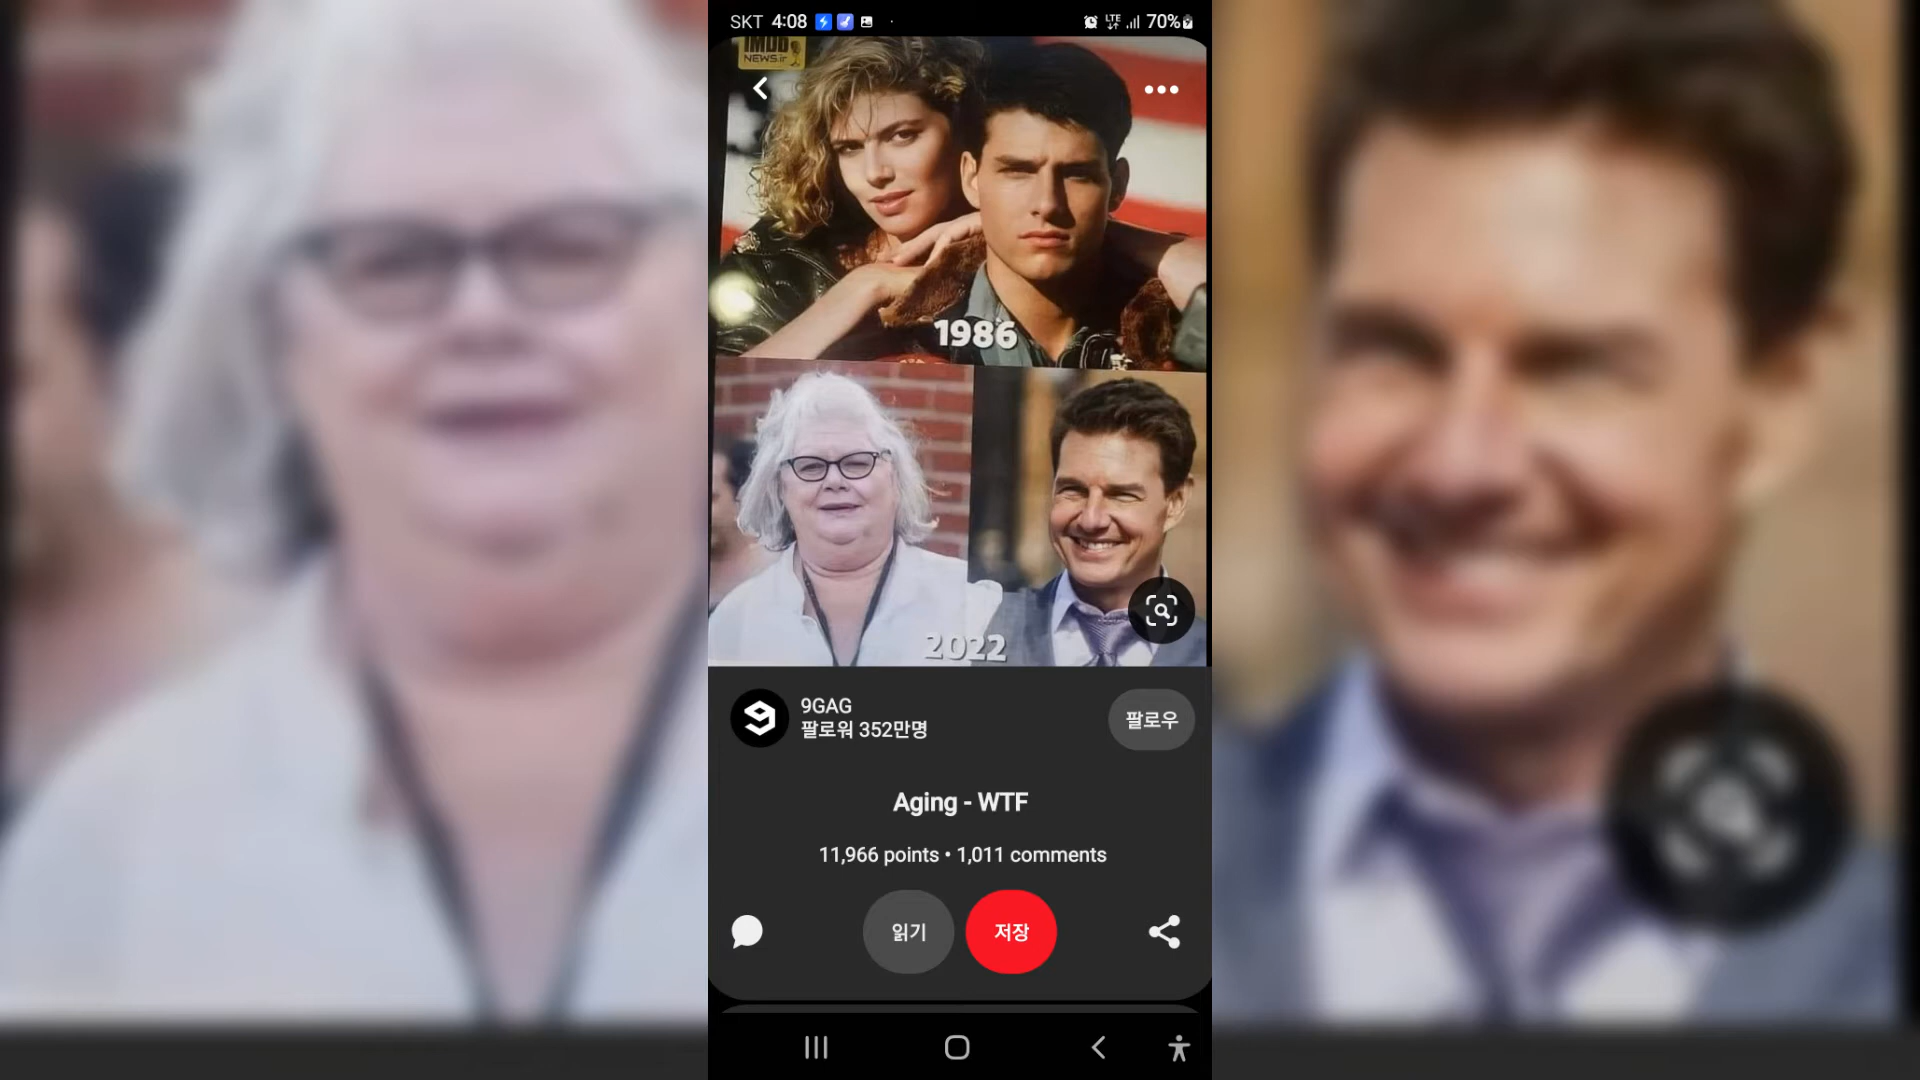 SKT 4:08
LTE
70%
IMDb
NEWS.ir
1986
2022
9GAG
팔로워 352만명
팔로우
Aging - WTF
11,966 points • 1,011 comments
읽기
저장